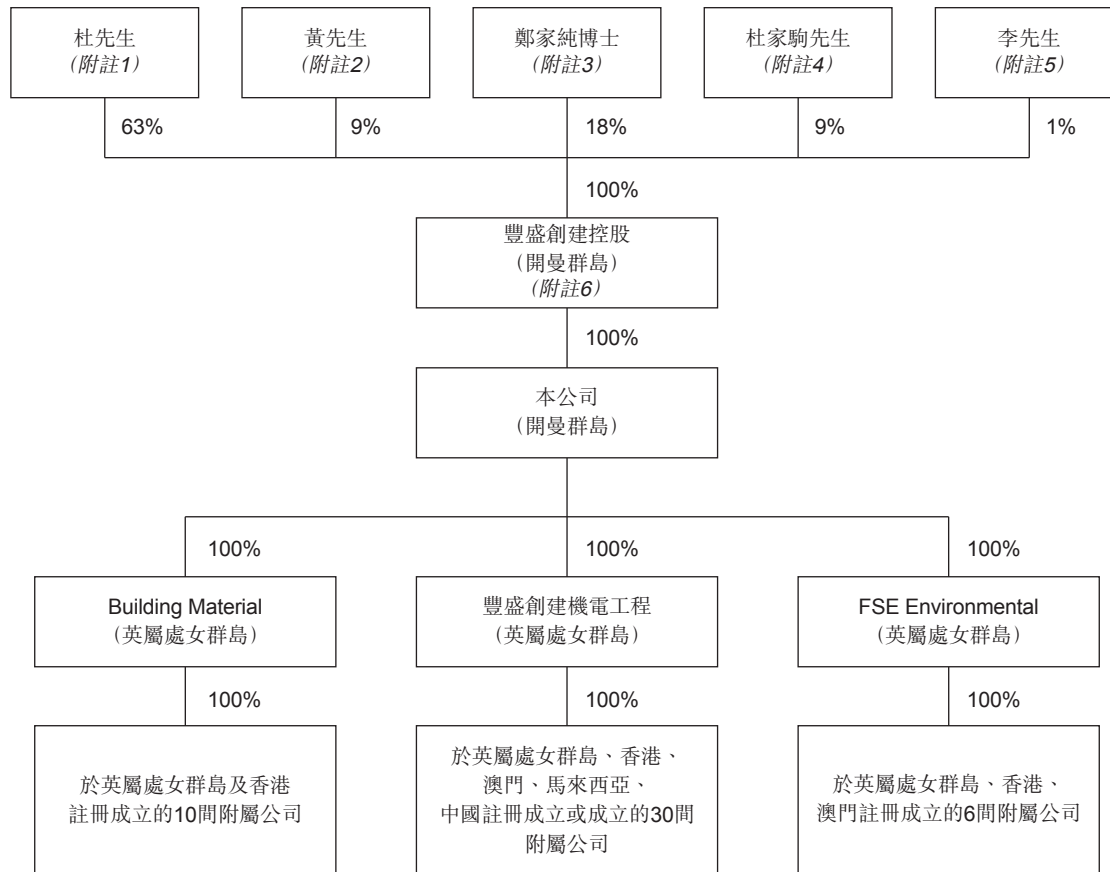 杜先生
（附註1）
黃先生
（附註2）
鄭家純博士
（附註3）
杜家駒先生
（附註4）
李先生
（附註5）
63%
9%
18%
9%
1%
100%
豐盛創建控股
（開曼群島）
（附註6）
100%
本公司
（開曼群島）
100%
100%
100%
Building Material
（英屬處女群島）
豐盛創建機電工程
（英屬處女群島）
FSE Environmental
（英屬處女群島）
100%
100%
100%
於英屬處女群島及香港
註冊成立的10間附屬公司
於英屬處女群島、香港、
澳門、馬來西亞、
中國註冊成立或成立的30間
附屬公司
於英屬處女群島、香港、
澳門註冊成立的6間附屬公司